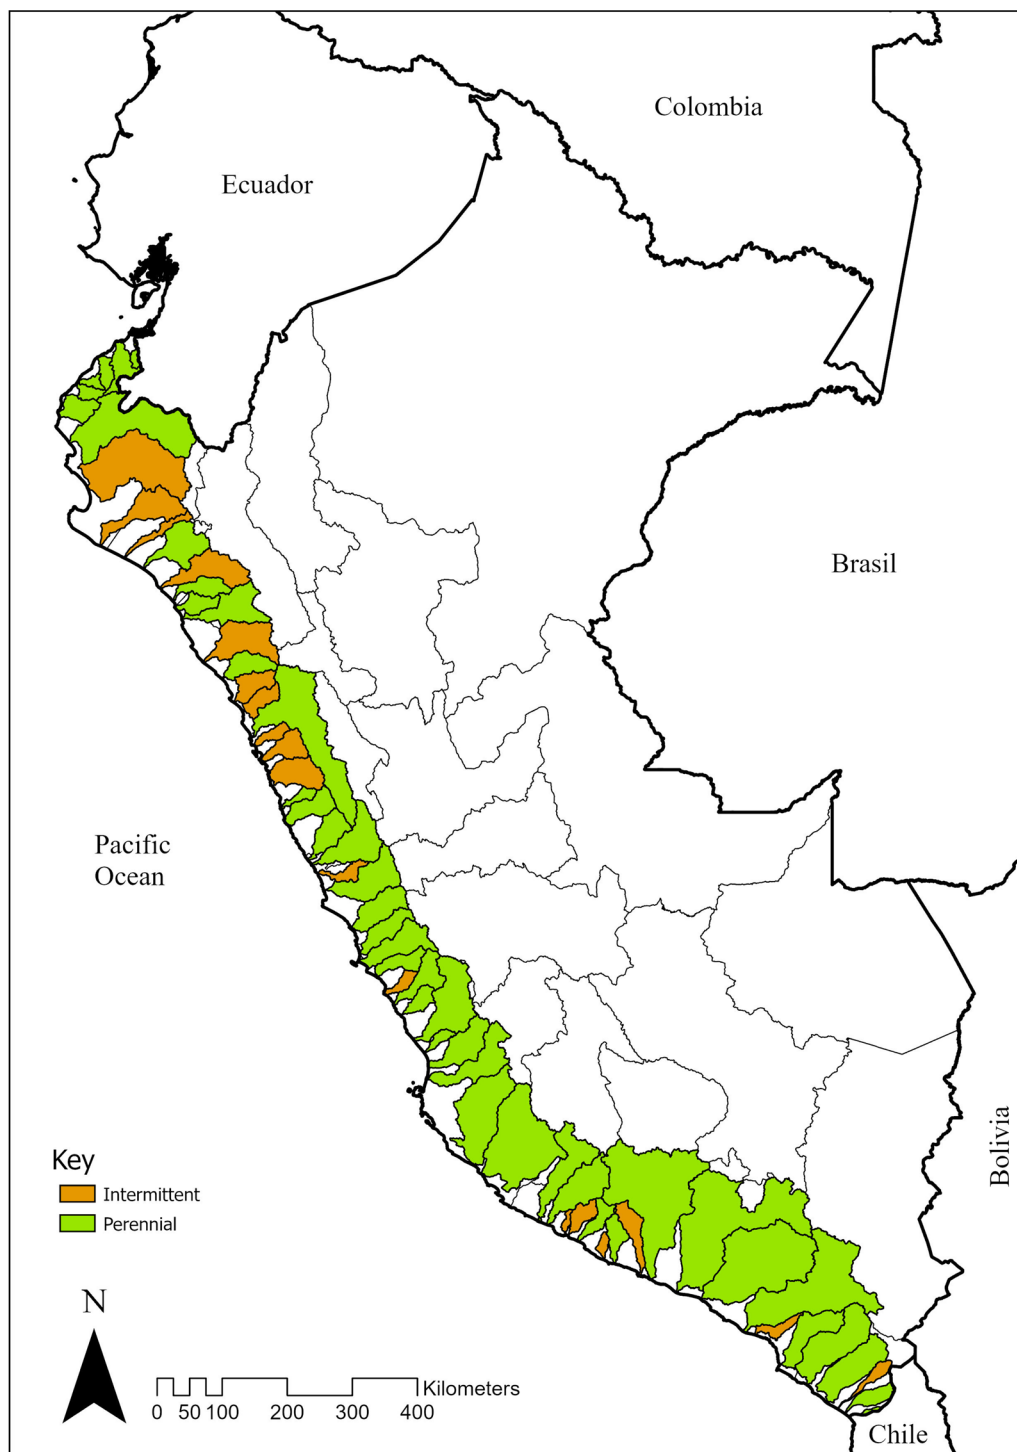 Colombia
Ecuador
Brasil
Pacific
Ocean
Bolivia
Key
Intermittent
Perennial
N
Kilometers
0 50 100 200 300 400
Chile